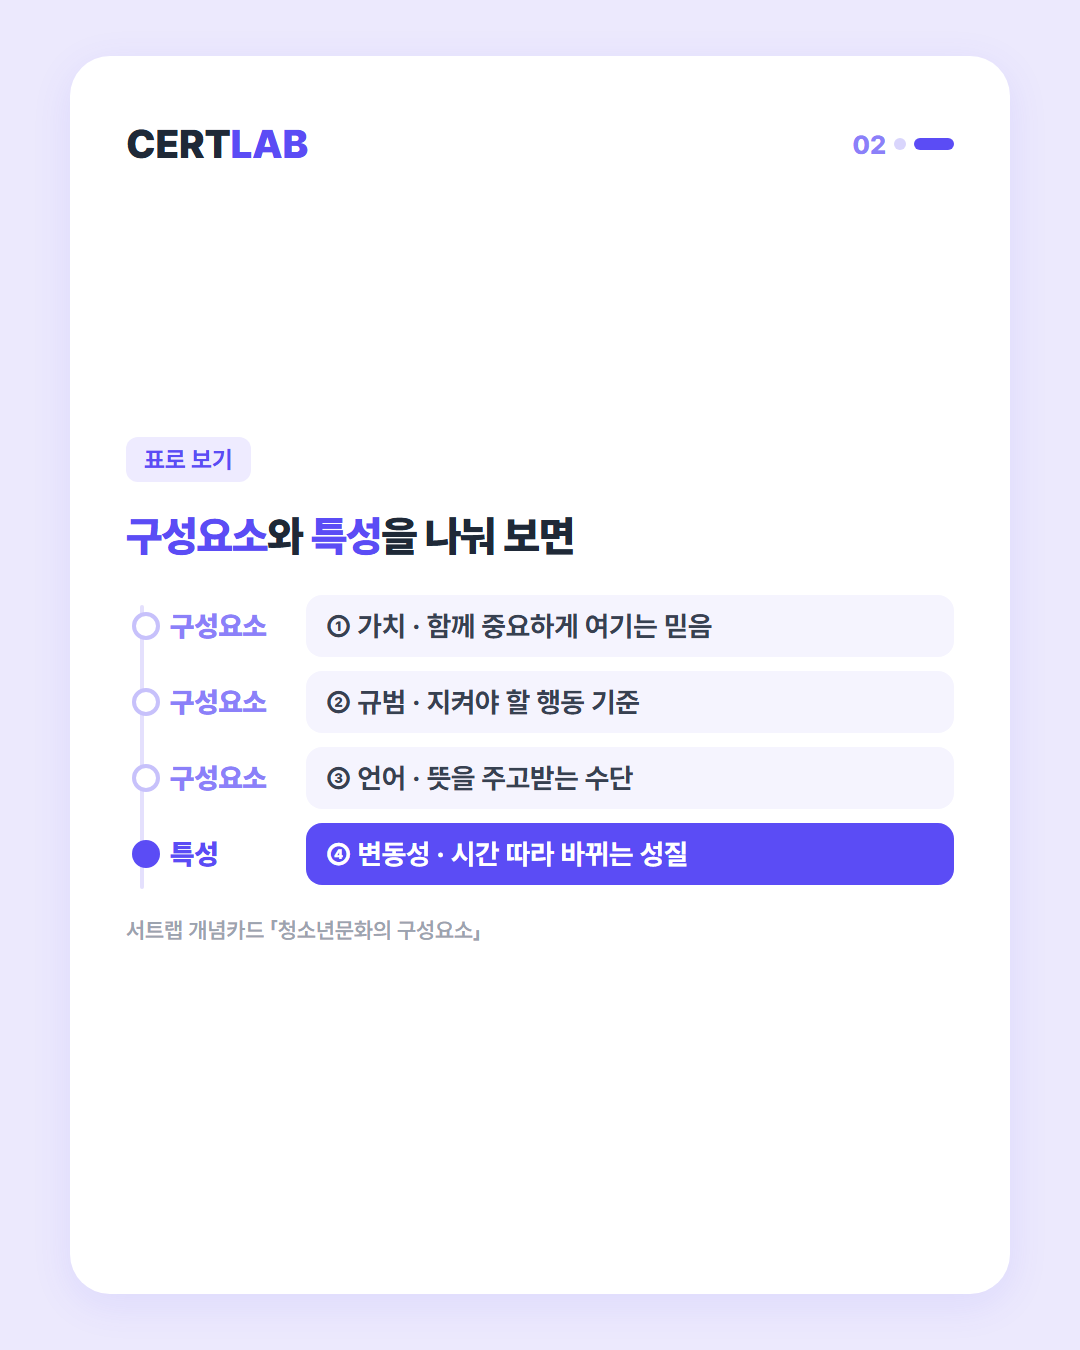 CERTLAB
02
표로 보기
구성요소와 특성을 나눠 보면
구성요소 ① 가치 · 함께 중요하게 여기는 믿음
구성요소 ② 규범 · 지켜야 할 행동 기준
구성요소 ③ 언어 · 뜻을 주고받는 수단
특성 ④ 변동성 · 시간 따라 바뀌는 성질
서트랩 개념카드 「청소년문화의 구성요소」